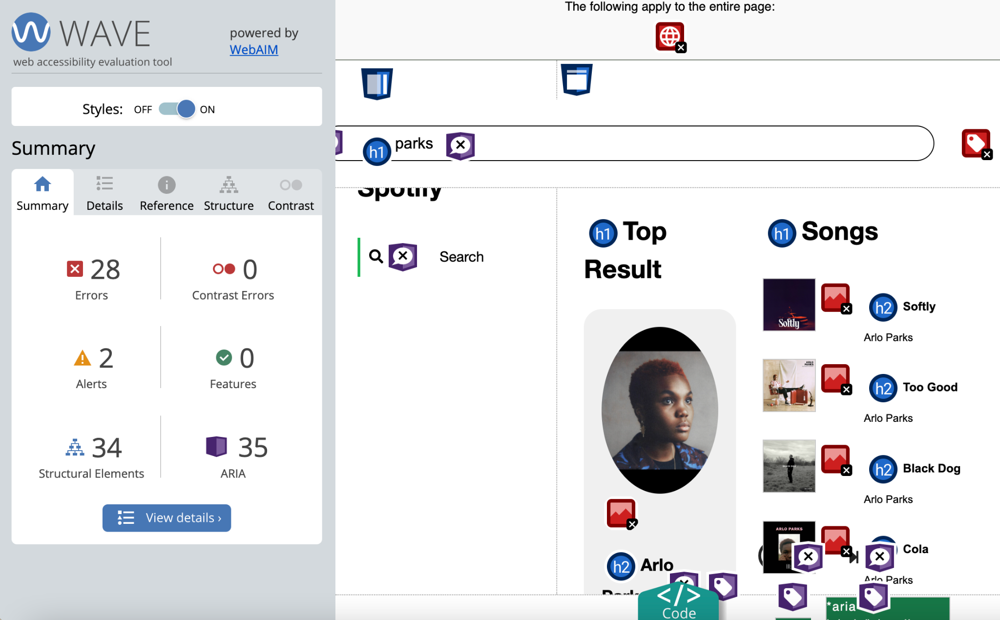 WAVE
powered by
WebAIM
web accessibility evaluation tool
Styles: OFF ON
Summary
Summary Details Reference Structure Contrast
28
Errors
0
Contrast Errors
2
Alerts
0
Features
34
Structural Elements
35
ARIA
View details ›
The following apply to the entire page:
h1 parks
Spotify
Search
h1 Top
Result
h2 Arlo
Parks
h1 Songs
Softly
h2 Softly
Arlo Parks
ARLO
PARKS
h2 Too Good
Arlo Parks
BLACK DOG
h2 Black Dog
Arlo Parks
ARLO PARKS
Cola
Arlo Parks
</>
Code
*aria